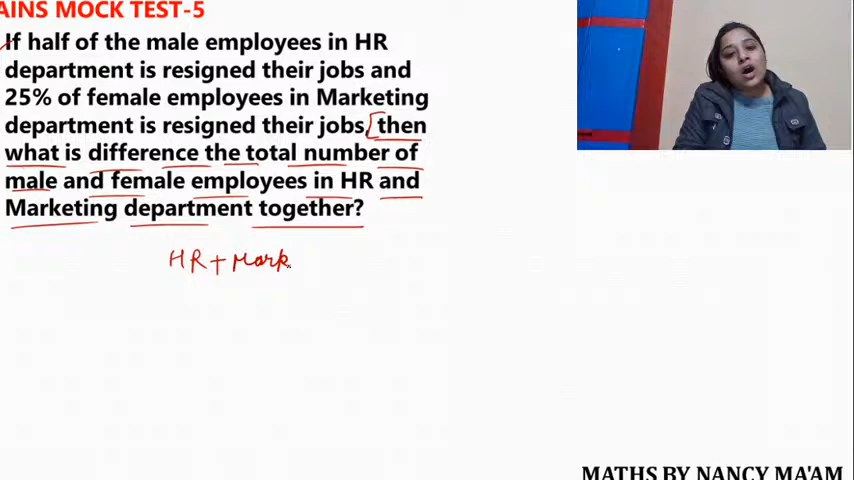 AINS MOCK TEST-5
If half of the male employees in HR
department is resigned their jobs and
25% of female employees in Marketing
department is resigned their jobs, then
what is difference the total number of
male and female employees in HR and
Marketing department together?
HR + Mark
MATHS BY NANCY MA'AM